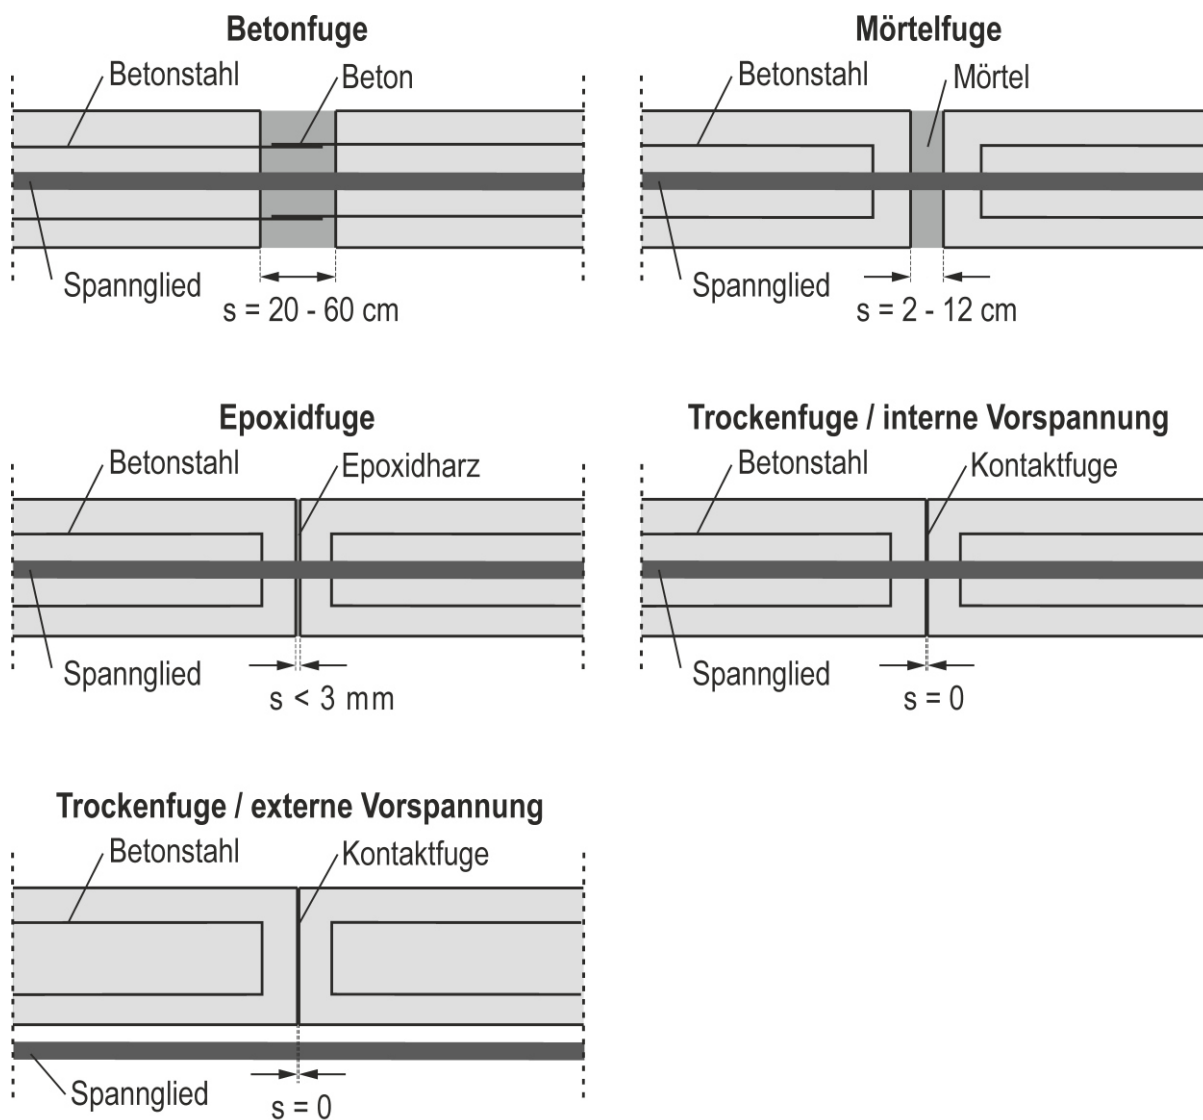 Betonfuge
Betonstahl
Beton
Spannglied
s = 20 - 60 cm
Mörtelfuge
Betonstahl
Mörtel
Spannglied
s = 2 - 12 cm
Epoxidfuge
Betonstahl
Epoxidharz
Spannglied
s < 3 mm
Trockenfuge / interne Vorspannung
Betonstahl
Kontaktfuge
Spannglied
s = 0
Trockenfuge / externe Vorspannung
Betonstahl
Kontaktfuge
Spannglied
s = 0